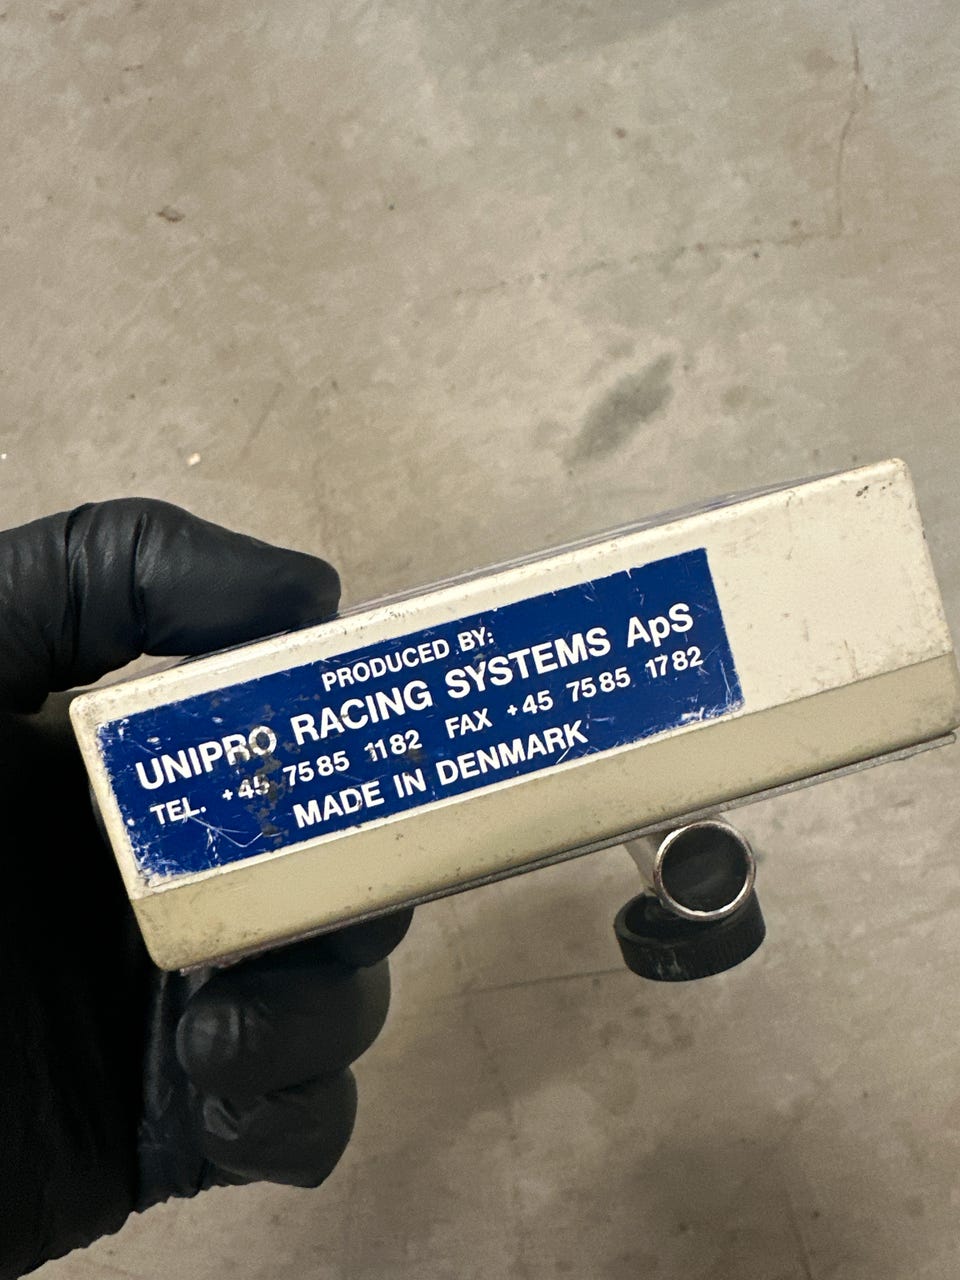 PRODUCED BY:
UNIPRO RACING SYSTEMS ApS
TEL. +45 7585 1182 FAX +45 7585 1782
MADE IN DENMARK